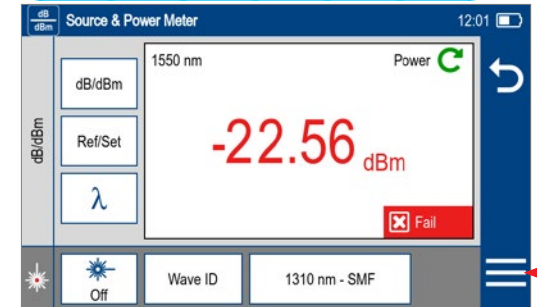 dB
dBm
Source & Power Meter
12:01
dB/dBm
dB/dBm
Ref/Set
λ
1550 nm
Power
-22.56 dBm
Fail
Off
Wave ID
1310 nm - SMF